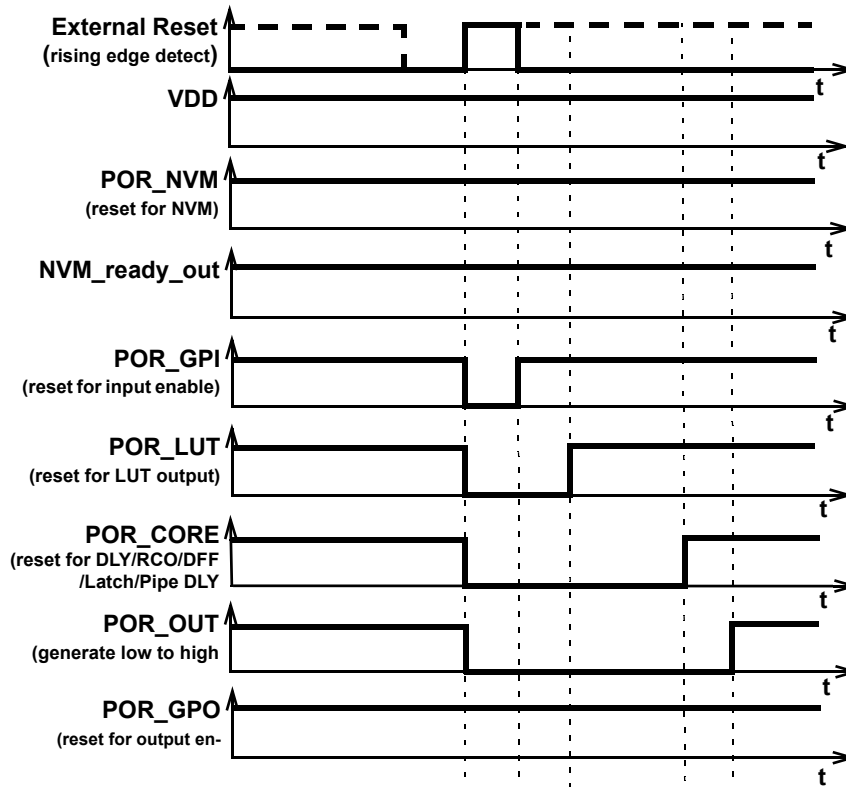 External Reset
(rising edge detect)
t
VDD
t
POR_NVM
(reset for NVM)
t
NVM_ready_out
t
POR_GPI
(reset for input enable)
t
POR_LUT
(reset for LUT output)
t
POR_CORE
(reset for DLY/RCO/DFF
/Latch/Pipe DLY
t
POR_OUT
(generate low to high
t
POR_GPO
(reset for output en-
t